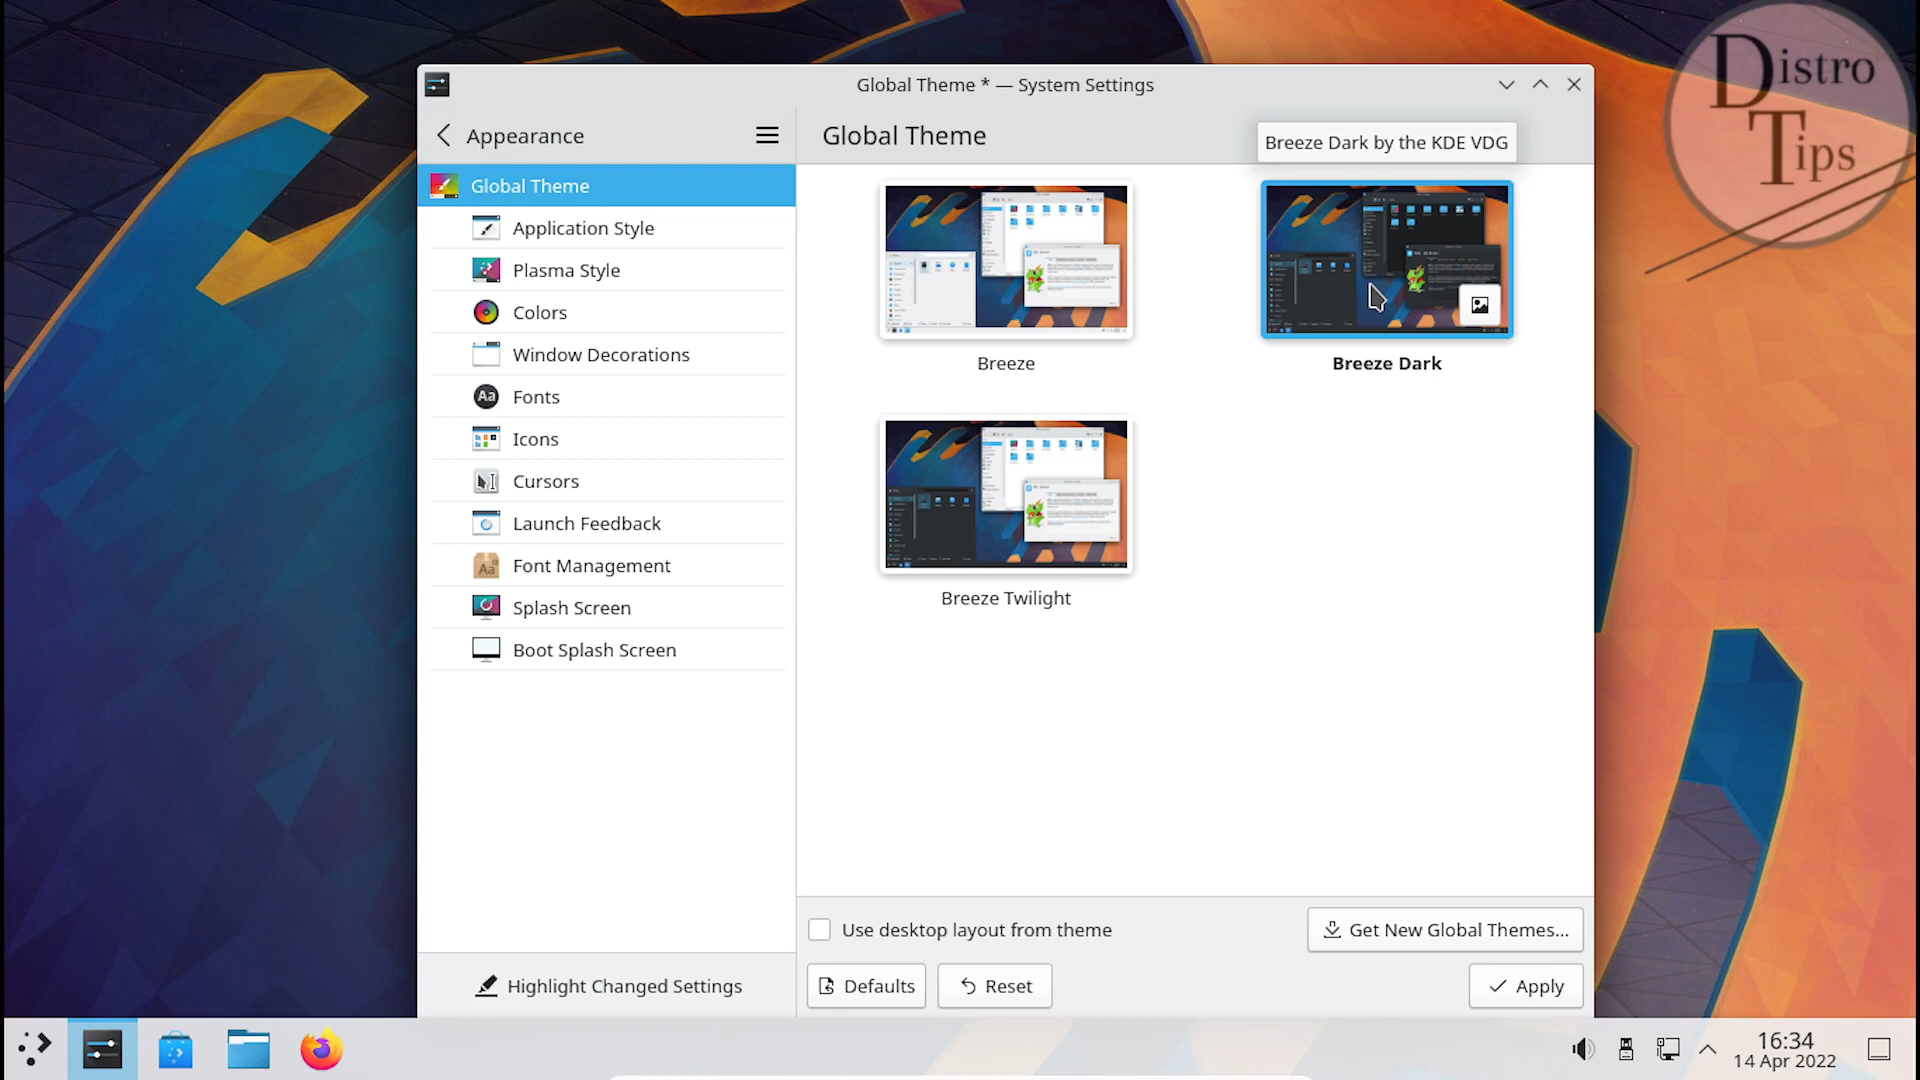 Global Theme * — System Settings
Appearance
Global Theme
Breeze Dark by the KDE VDG
Distro
Tips
Global Theme
Application Style
Plasma Style
Colors
Window Decorations
Aa
Fonts
Icons
Cursors
Launch Feedback
Aa
Font Management
Splash Screen
Boot Splash Screen
Breeze
Breeze Dark
Breeze Twilight
Use desktop layout from theme
Get New Global Themes...
Highlight Changed Settings
Defaults
Reset
Apply
16:34
14 Apr 2022